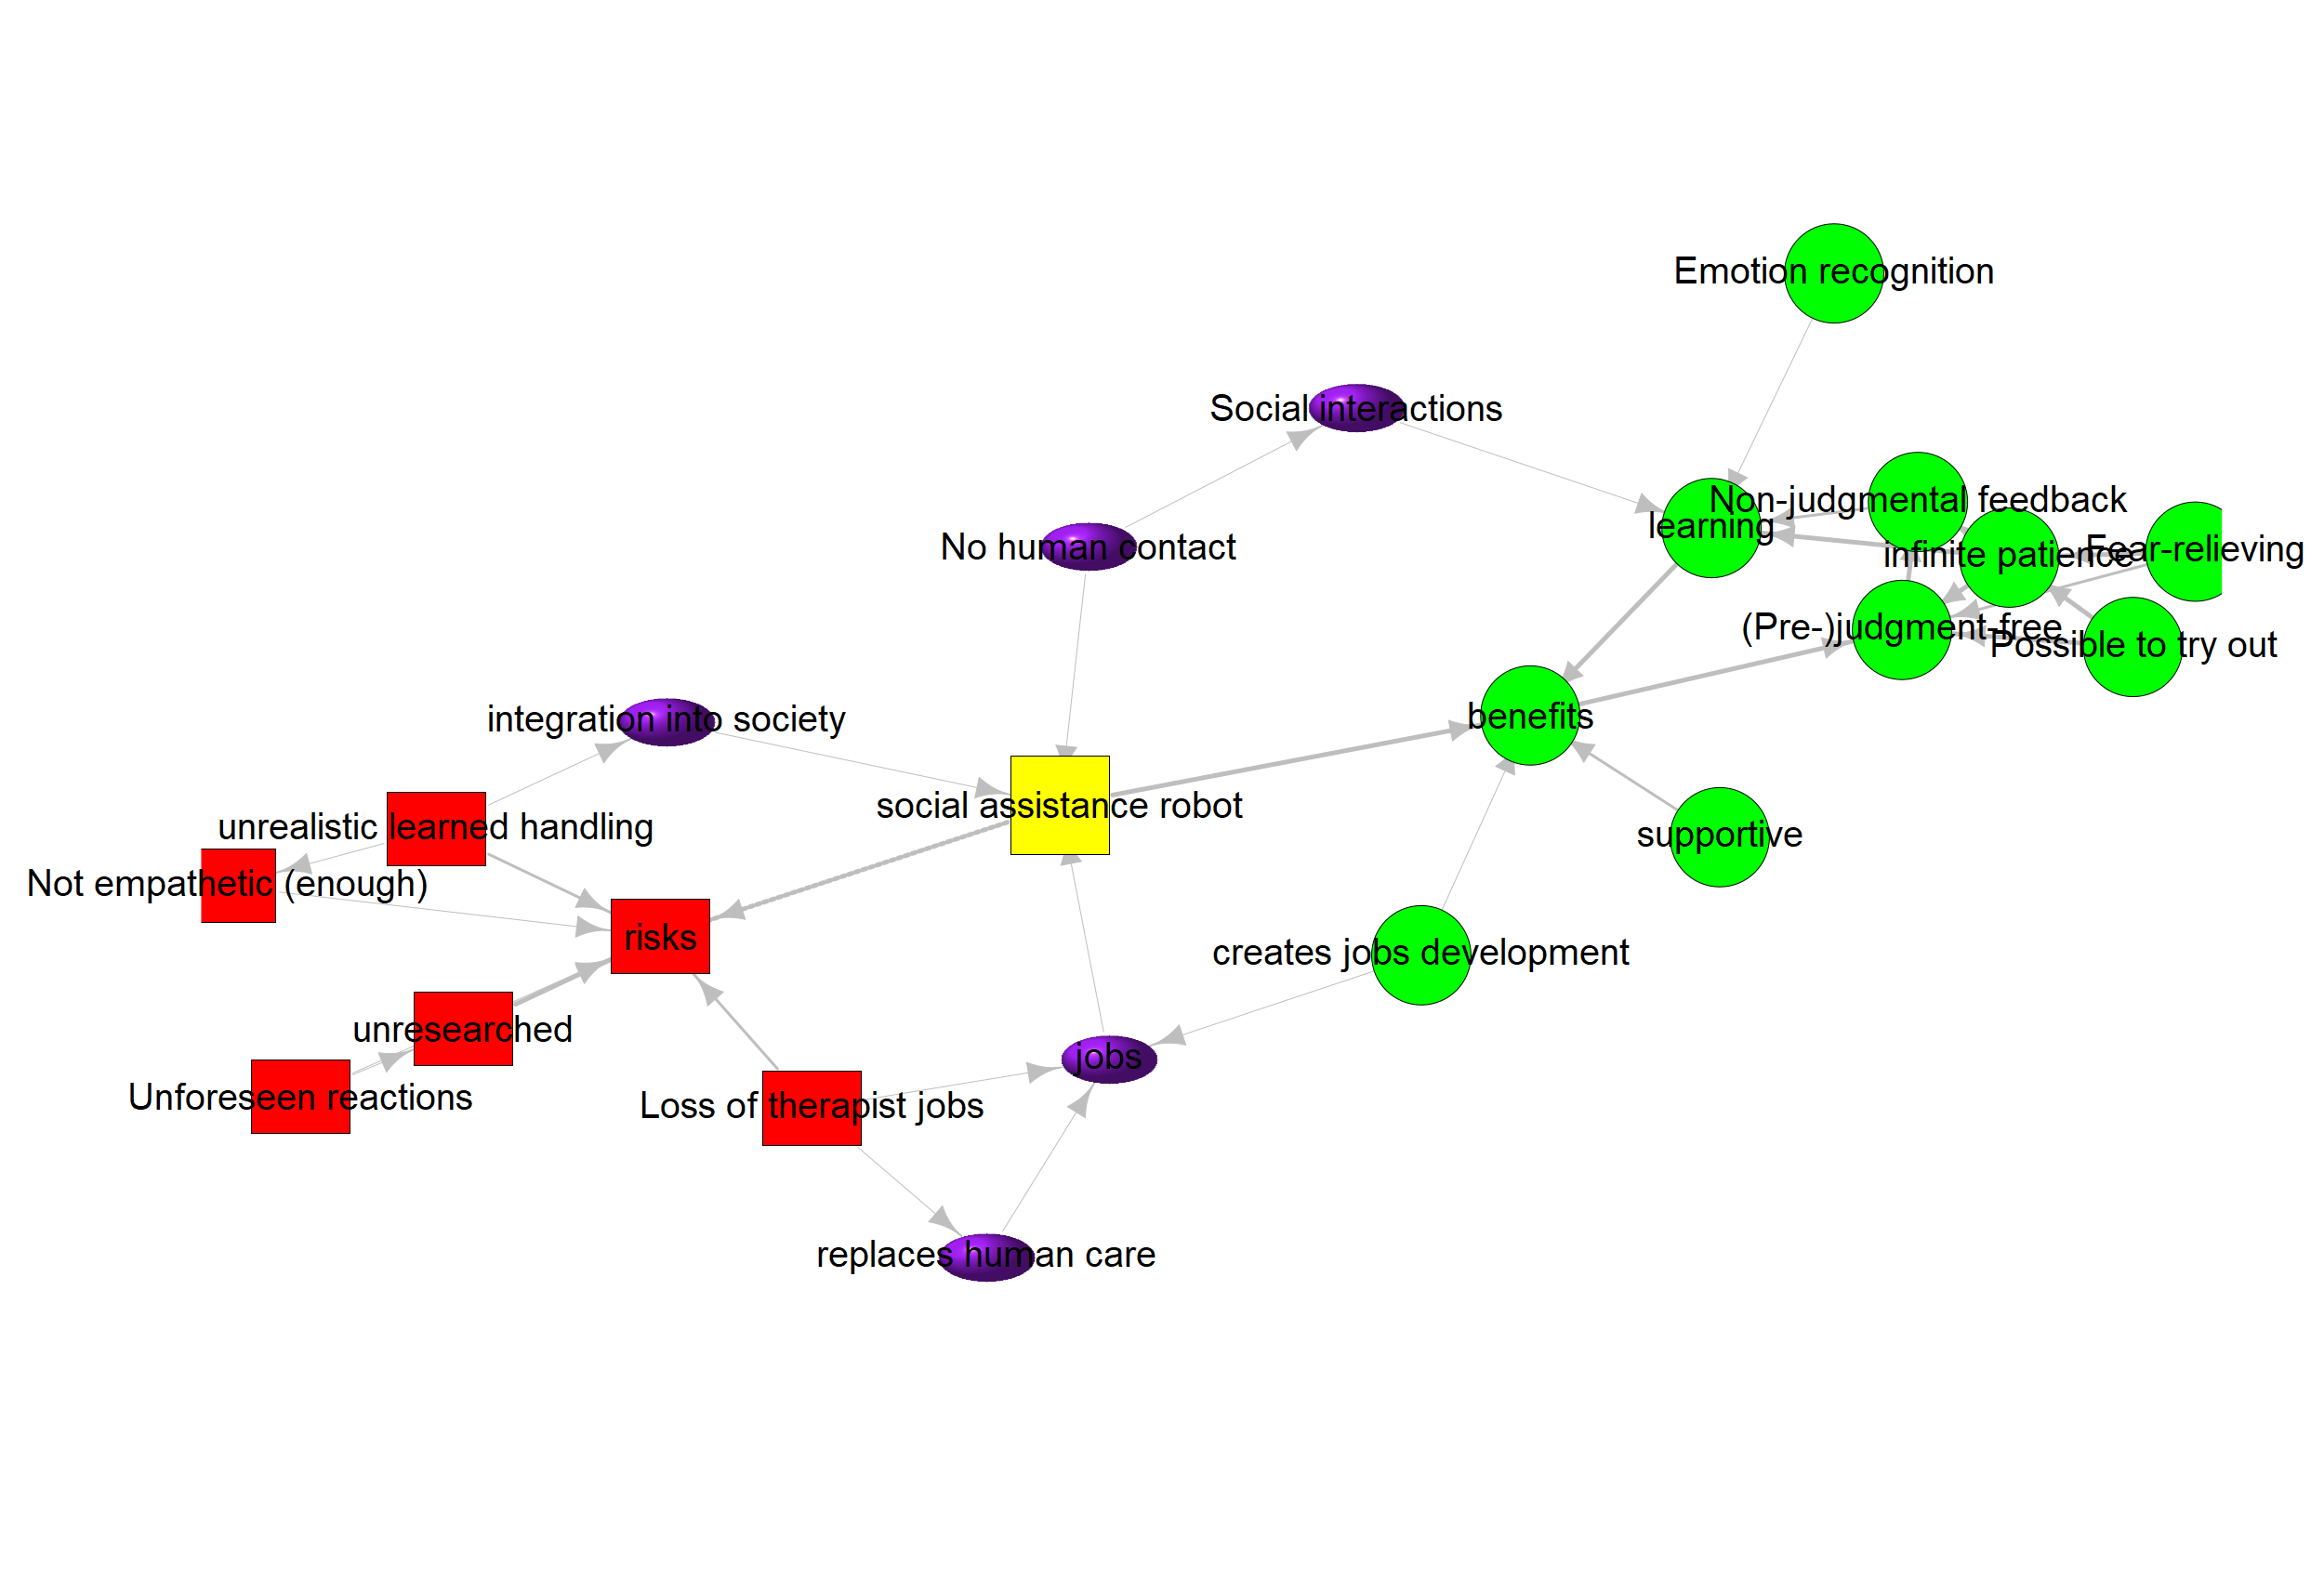 Emotion recognition
Social interactions
Non-judgmental feedback
learning
No human contact
infinite patience
Fear-relieving
(Pre-)judgment-free
Possible to try out
integration into society
benefits
social assistance robot
unrealistic learned handling
supportive
Not empathetic (enough)
risks
creates jobs development
unresearched
jobs
Unforeseen reactions
Loss of therapist jobs
replaces human care